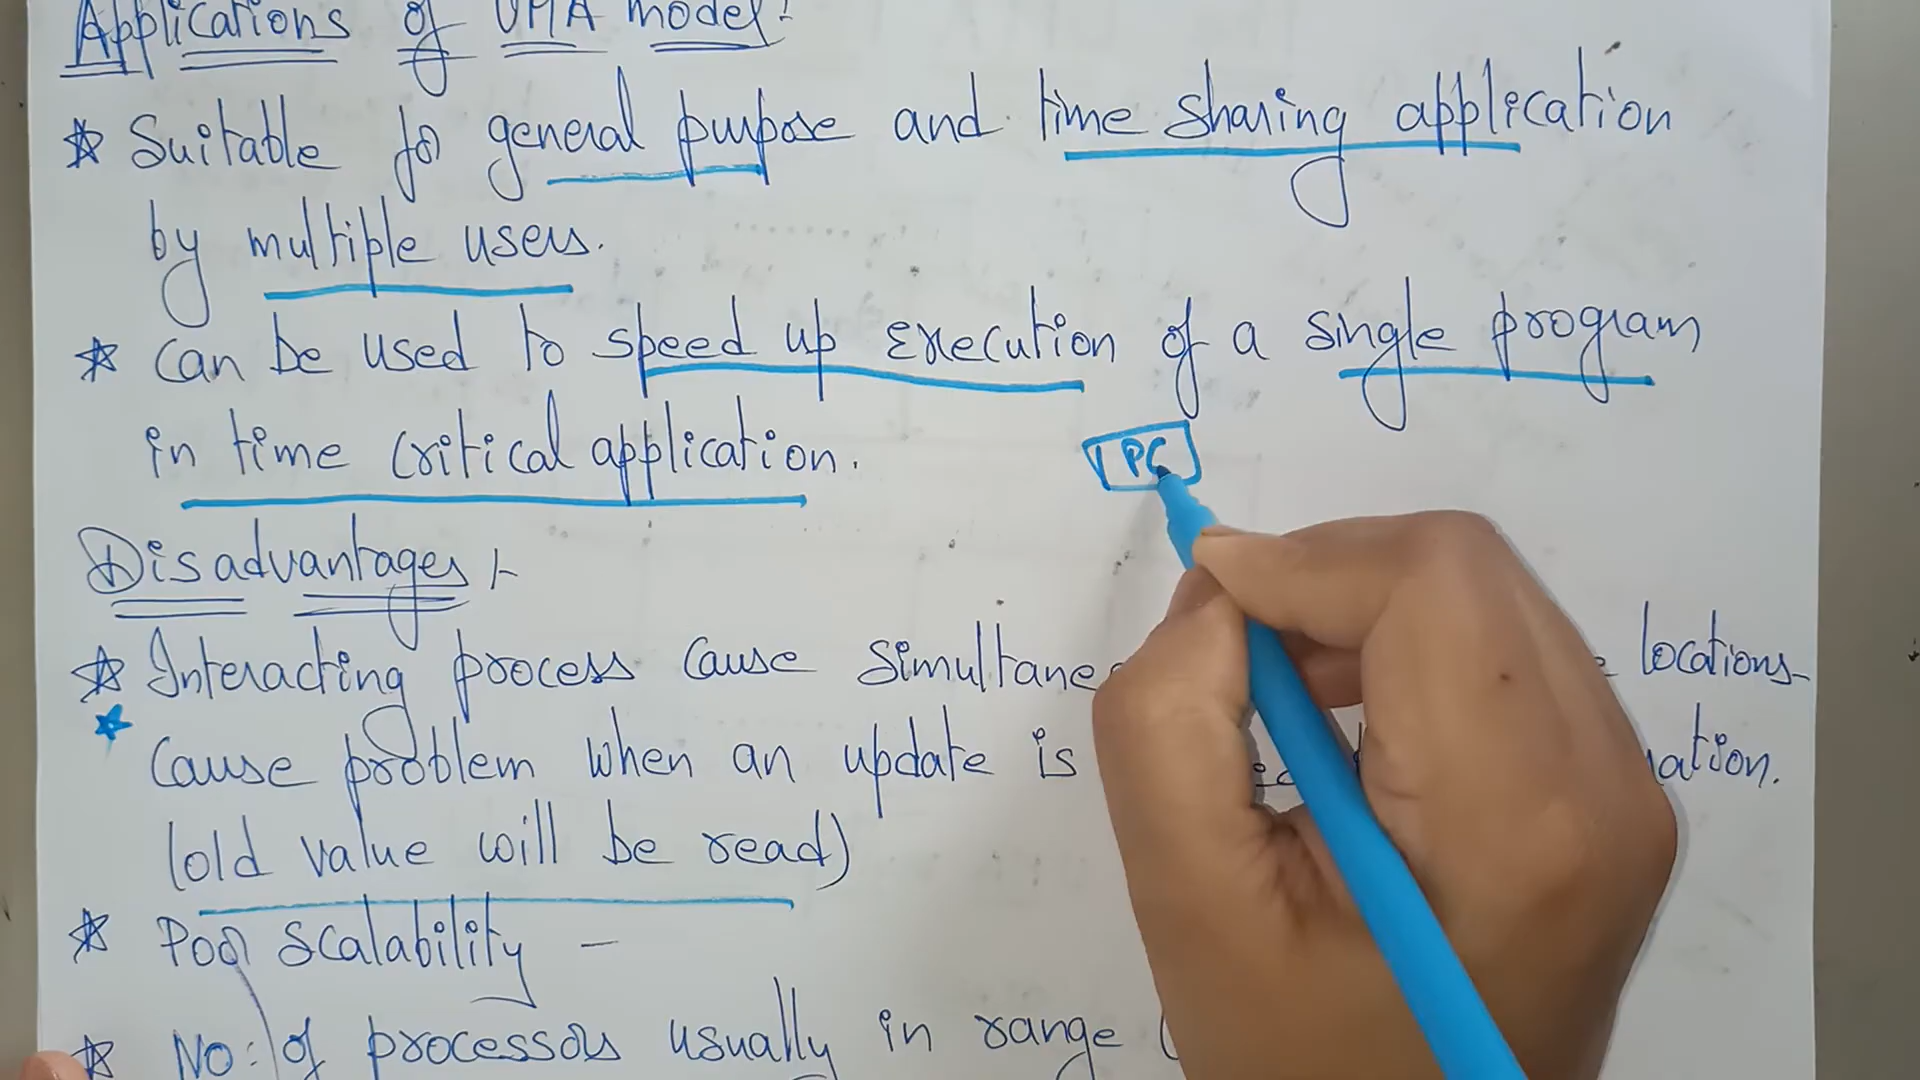 Applications of UMA model:
* Suitable for general purpose and time sharing application
by multiple users.
* Can be used to speed up execution of a single program
in time critical application.
1 PC
Disadvantages :-
* Interacting process cause locations-
* Cause problem when an update is
(old value will be read)
* Poor scalability -
* No: of processors usually in range (